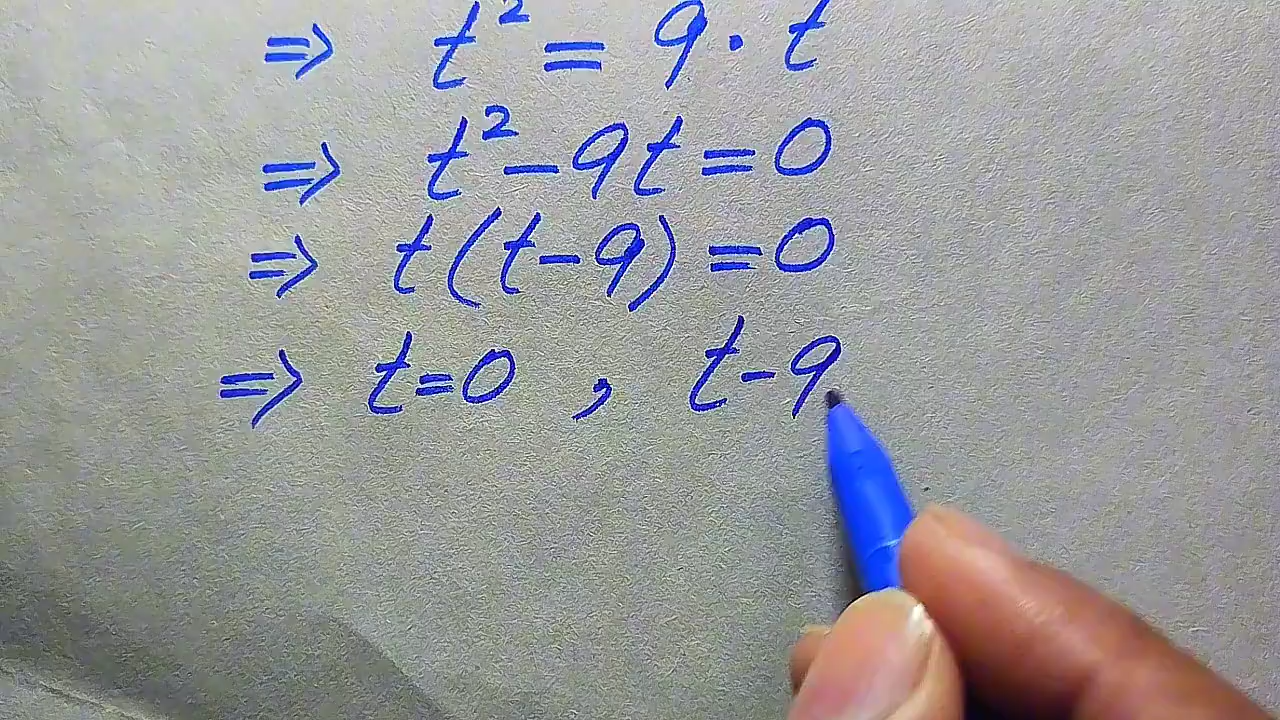 ⇒ t² = 9 · t
⇒ t² – 9t = 0
⇒ t(t – 9) = 0
⇒ t = 0 , t – 9